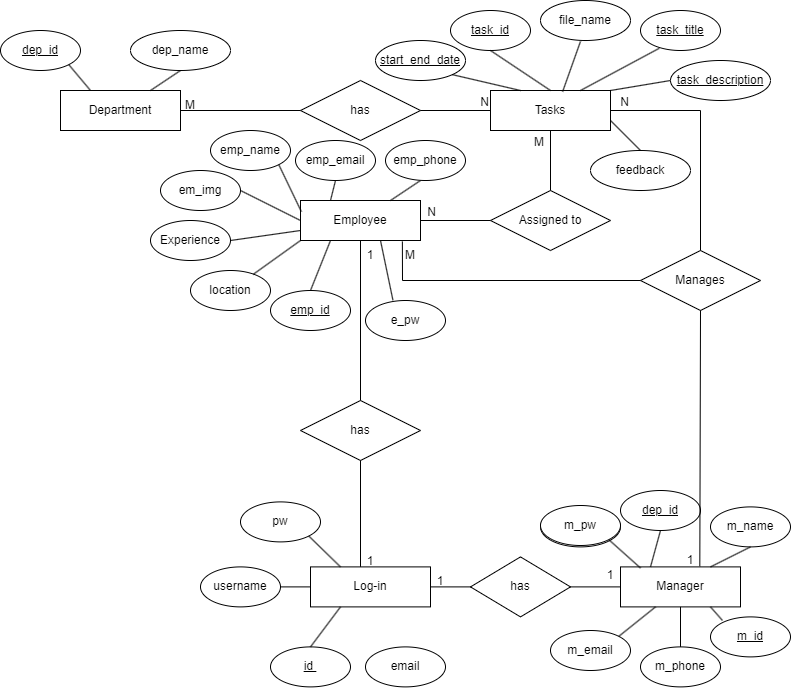 file_name
task_id
task_title
dep_id
dep_name
start_end_date
task_description
Department
M
has
N
Tasks
N
emp_name
emp_email
emp_phone
M
feedback
em_img
Employee
N
Assigned to
Experience
1
M
location
emp_id
e_pw
Manages
has
pw
m_pw
dep_id
m_name
1
1
username
Log-in
1
has
1
Manager
id
email
m_email
m_phone
m_id